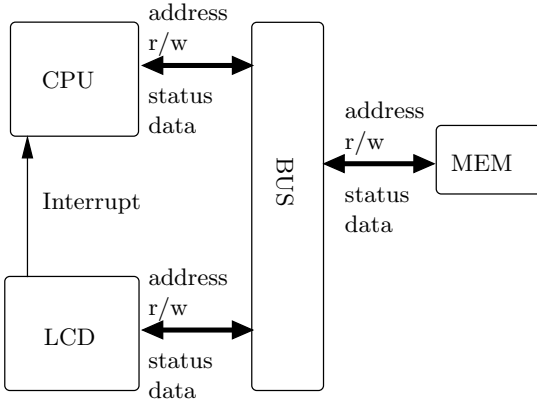 address
r/w
CPU
status
data
address
r/w
BUS
MEM
status
data
Interrupt
address
r/w
LCD
status
data